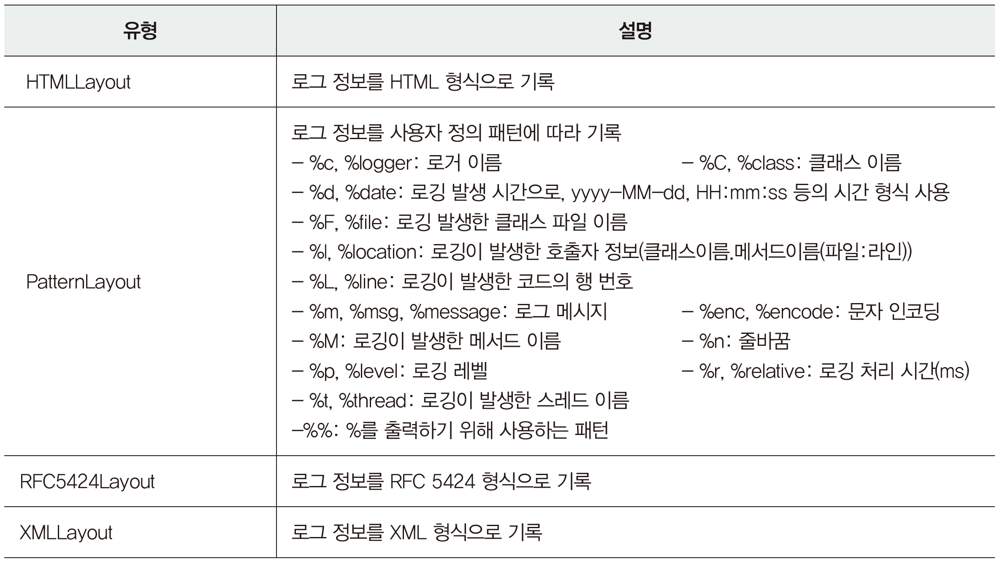 유형 설명
HTMLLayout 로그 정보를 HTML 형식으로 기록
PatternLayout
로그 정보를 사용자 정의 패턴에 따라 기록
– %c, %logger: 로거 이름 – %C, %class: 클래스 이름
– %d, %date: 로깅 발생 시간으로, yyyy–MM–dd, HH:mm:ss 등의 시간 형식 사용
– %F, %file: 로깅 발생한 클래스 파일 이름
– %l, %location: 로깅이 발생한 호출자 정보(클래스이름.메서드이름(파일:라인))
– %L, %line: 로깅이 발생한 코드의 행 번호
– %m, %msg, %message: 로그 메시지 – %enc, %encode: 문자 인코딩
– %M: 로깅이 발생한 메서드 이름 – %n: 줄바꿈
– %p, %level: 로깅 레벨 – %r, %relative: 로깅 처리 시간(ms)
– %t, %thread: 로깅이 발생한 스레드 이름
–%%: %를 출력하기 위해 사용하는 패턴
RFC5424Layout 로그 정보를 RFC 5424 형식으로 기록
XMLLayout 로그 정보를 XML 형식으로 기록